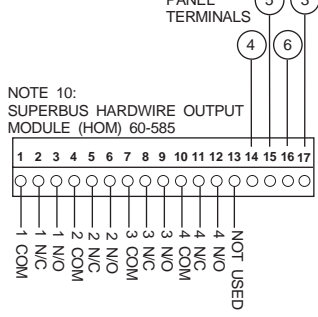 PANEL
TERMINALS
5 3
4 6
NOTE 10:
SUPERBUS HARDWIRE OUTPUT
MODULE (HOM) 60-585
1 2 3 4 5 6 7 8 9 10 11 12 13 14 15 16 17
1 COM
1 N/C
1 N/O
2 COM
2 N/C
2 N/O
3 COM
3 N/C
3 N/O
4 COM
4 N/C
4 N/O
NOT USED